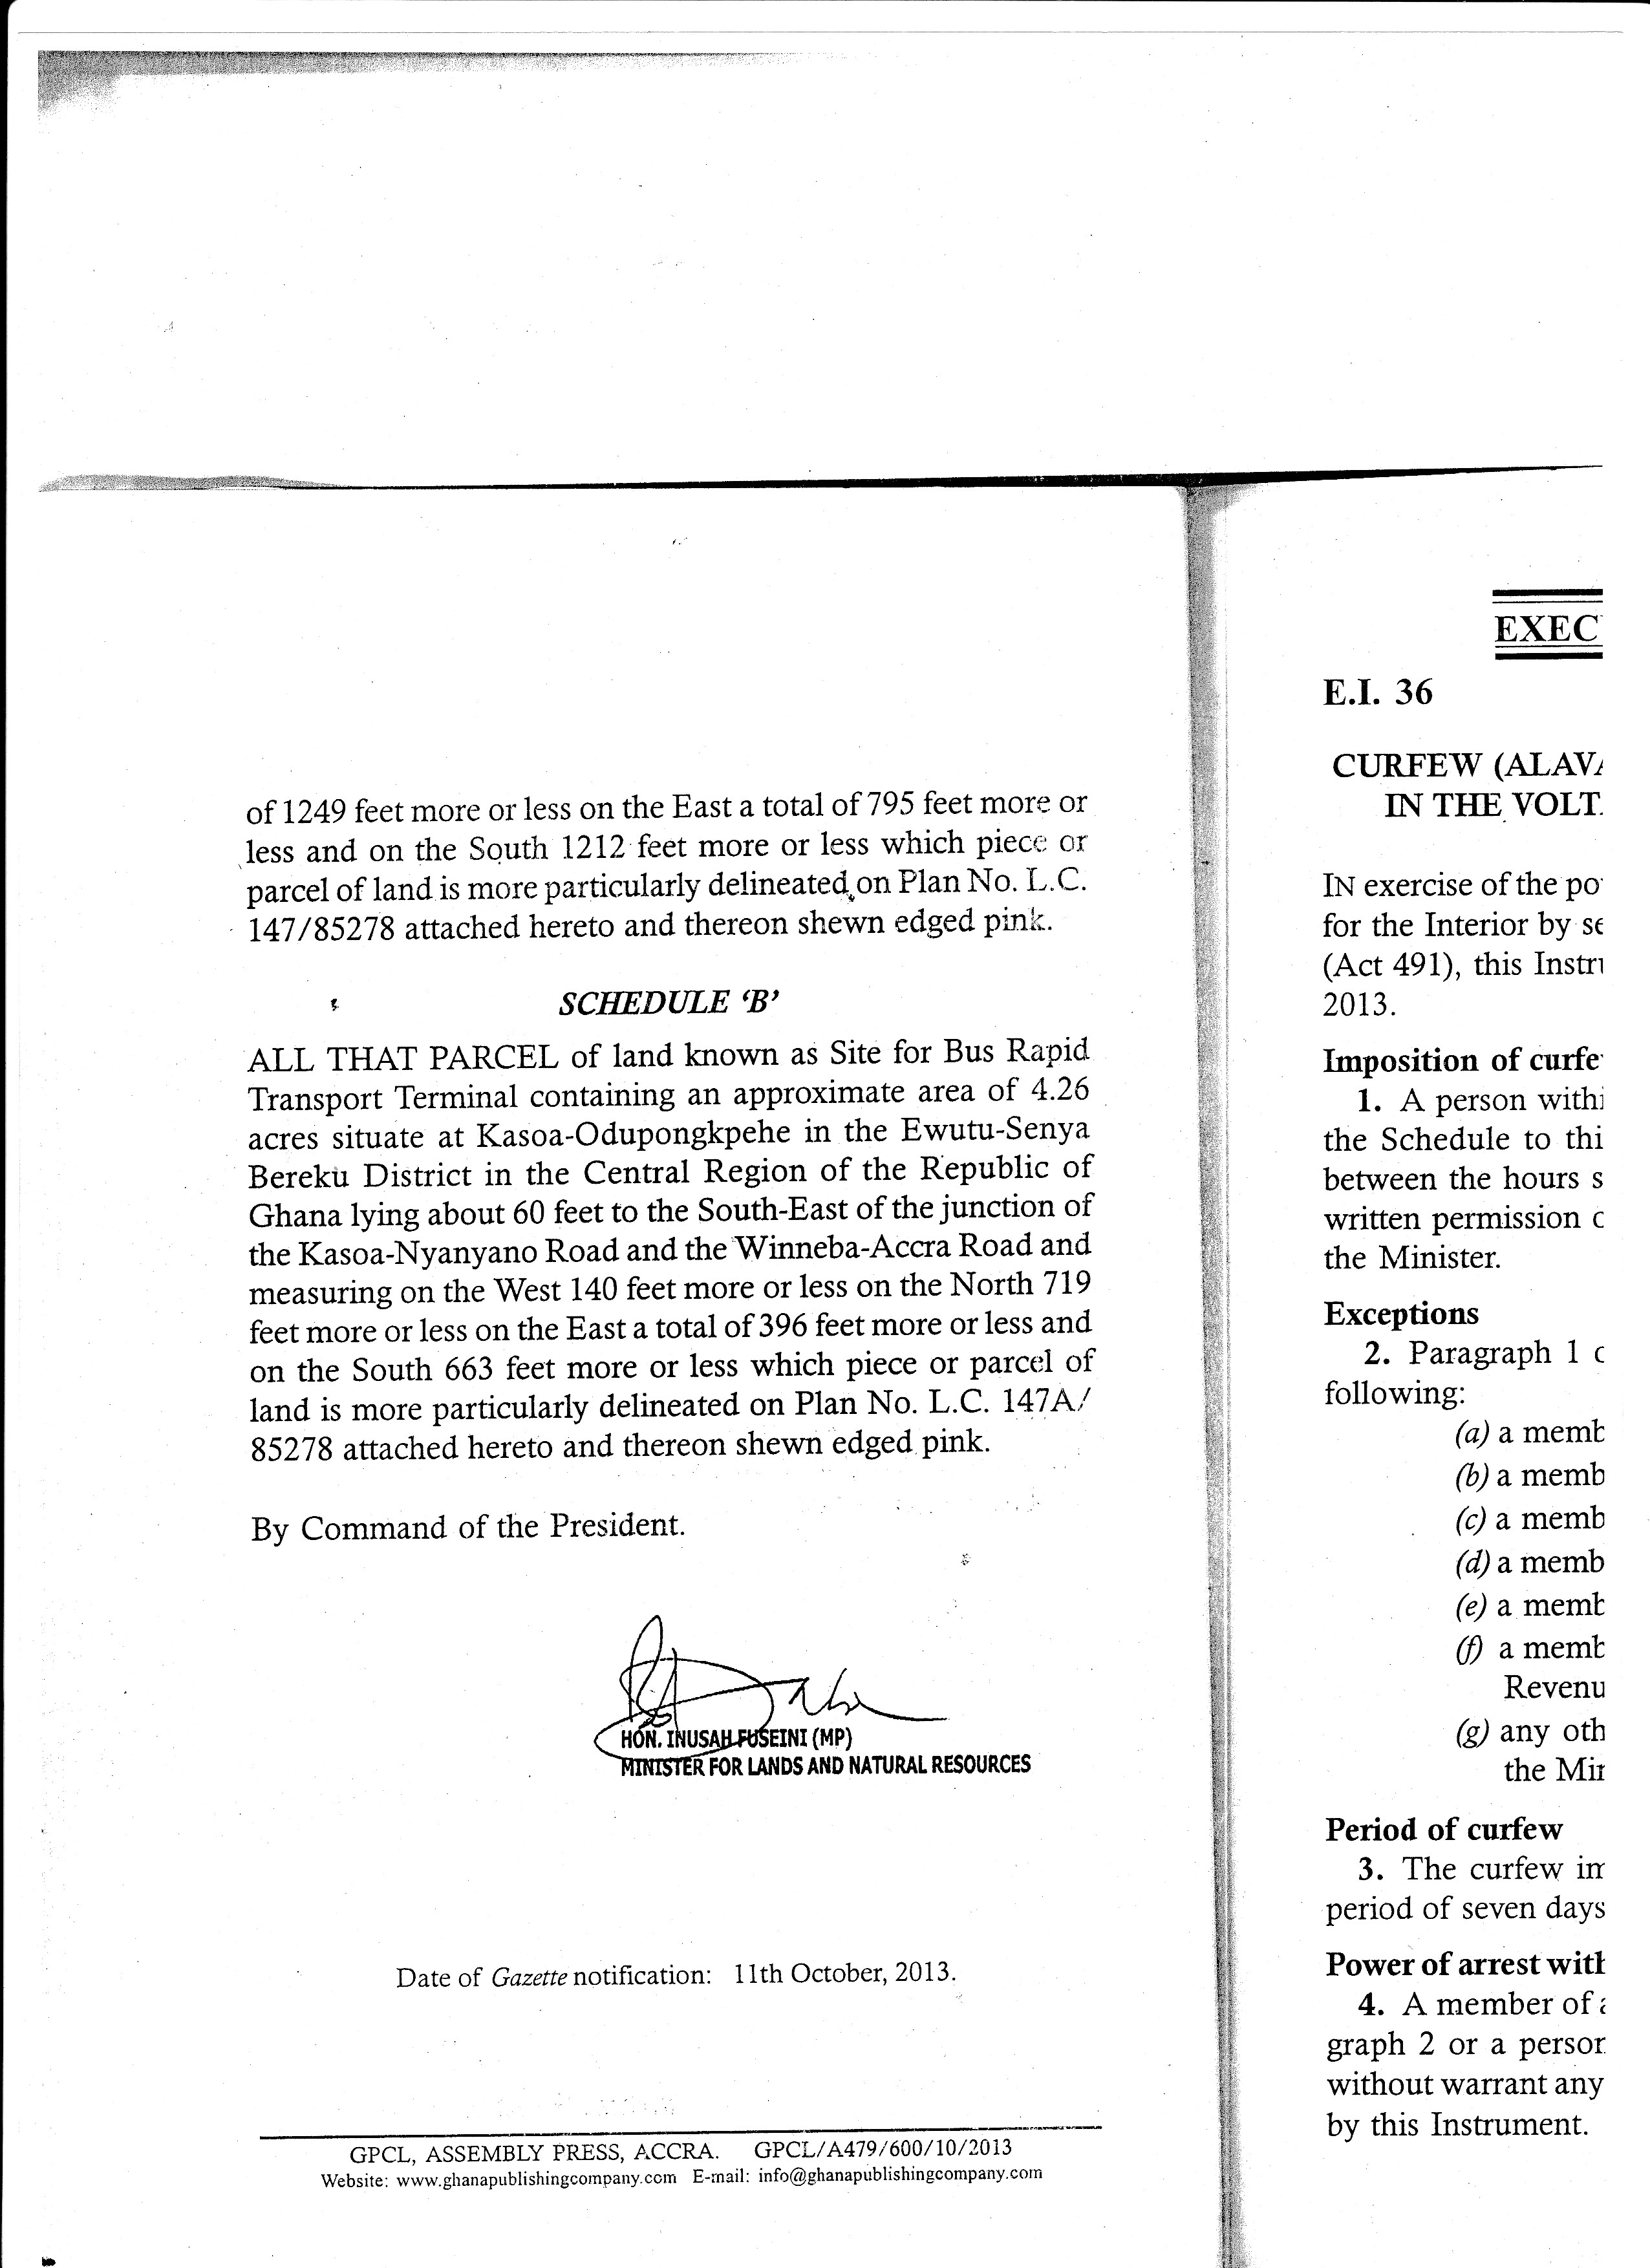 of 1249 feet more or less on the East a total of 795 feet more or
less and on the South 1212 feet more or less which piece or
parcel of land is more particularly delineated on Plan No. L.C.
147/85278 attached hereto and thereon shewn edged pink.
SCHEDULE ‘B’
ALL THAT PARCEL of land known as Site for Bus Rapid
Transport Terminal containing an approximate area of 4.26
acres situate at Kasoa-Odupongkpehe in the Ewutu-Senya
Bereku District in the Central Region of the Republic of
Ghana lying about 60 feet to the South-East of the junction of
the Kasoa-Nyanyano Road and the Winneba-Accra Road and
measuring on the West 140 feet more or less on the North 719
feet more or less on the East a total of 396 feet more or less and
on the South 663 feet more or less which piece or parcel of
land is more particularly delineated on Plan No. L.C. 147A/
85278 attached hereto and thereon shewn edged pink.
By Command of the President.
HON. INUSAH FUSEINI (MP)
MINISTER FOR LANDS AND NATURAL RESOURCES
Date of Gazette notification: 11th October, 2013.
GPCL, ASSEMBLY PRESS, ACCRA. GPCL/A479/600/10/2013
Website: www.ghanapublishingcompany.com E-mail: info@ghanapublishingcompany.com
EXEC
E.I. 36
CURFEW (ALAVA
IN THE VOLT
IN exercise of the po
for the Interior by se
(Act 491), this Instru
2013.
Imposition of curfe
1. A person withi
the Schedule to thi
between the hours s
written permission
the Minister.
Exceptions
2. Paragraph 1
following:
(a) a memb
(b) a memb
(c) a memb
(d) a memb
(e) a memb
(f) a memb
Revenu
(g) any oth
the Min
Period of curfew
3. The curfew im
period of seven days
Power of arrest with
4. A member of
graph 2 or a person
without warrant any
by this Instrument.